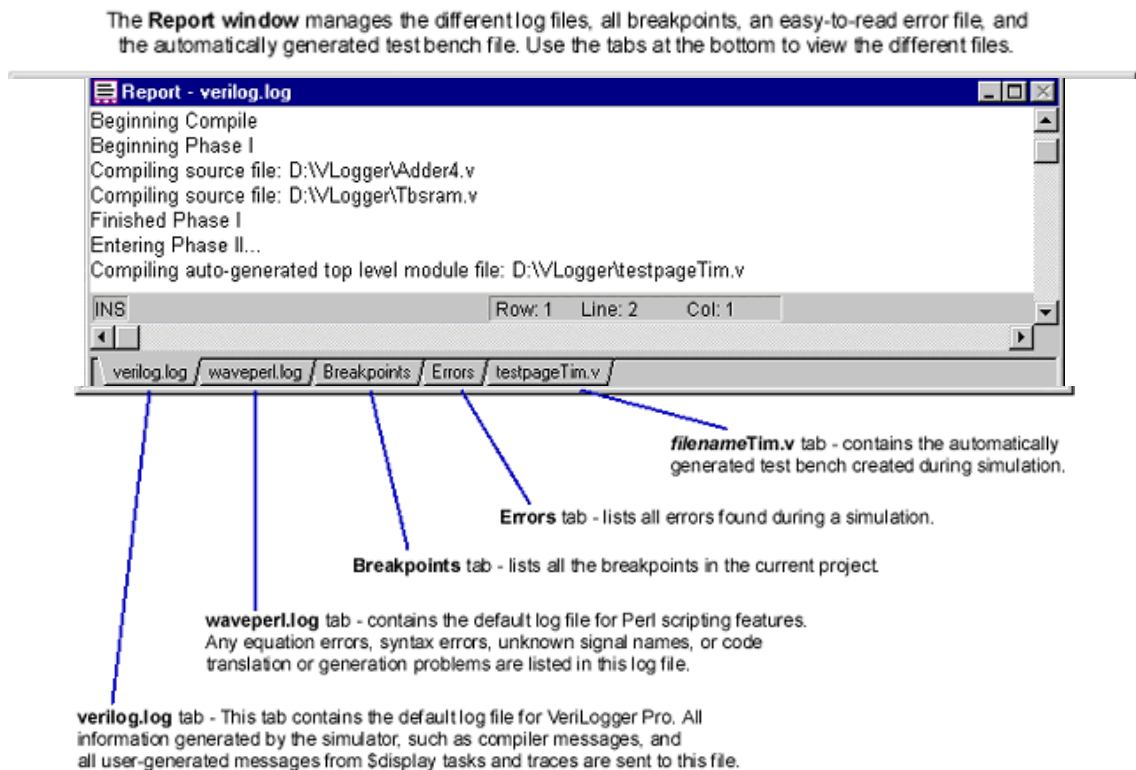 The Report window manages the different log files, all breakpoints, an easy-to-read error file, and
the automatically generated test bench file. Use the tabs at the bottom to view the different files.
Report - verilog.log
Beginning Compile
Beginning Phase I
Compiling source file: D:\VLogger\Adder4.v
Compiling source file: D:\VLogger\Tbsram.v
Finished Phase I
Entering Phase II...
Compiling auto-generated top level module file: D:\VLogger\testpageTim.v
INS Row: 1 Line: 2 Col: 1
verilog.log waveperl.log Breakpoints Errors testpageTim.v
filenameTim.v tab - contains the automatically
generated test bench created during simulation.
Errors tab - lists all errors found during a simulation.
Breakpoints tab - lists all the breakpoints in the current project.
waveperl.log tab - contains the default log file for Perl scripting features.
Any equation errors, syntax errors, unknown signal names, or code
translation or generation problems are listed in this log file.
verilog.log tab - This tab contains the default log file for VeriLogger Pro. All
information generated by the simulator, such as compiler messages, and
all user-generated messages from $display tasks and traces are sent to this file.